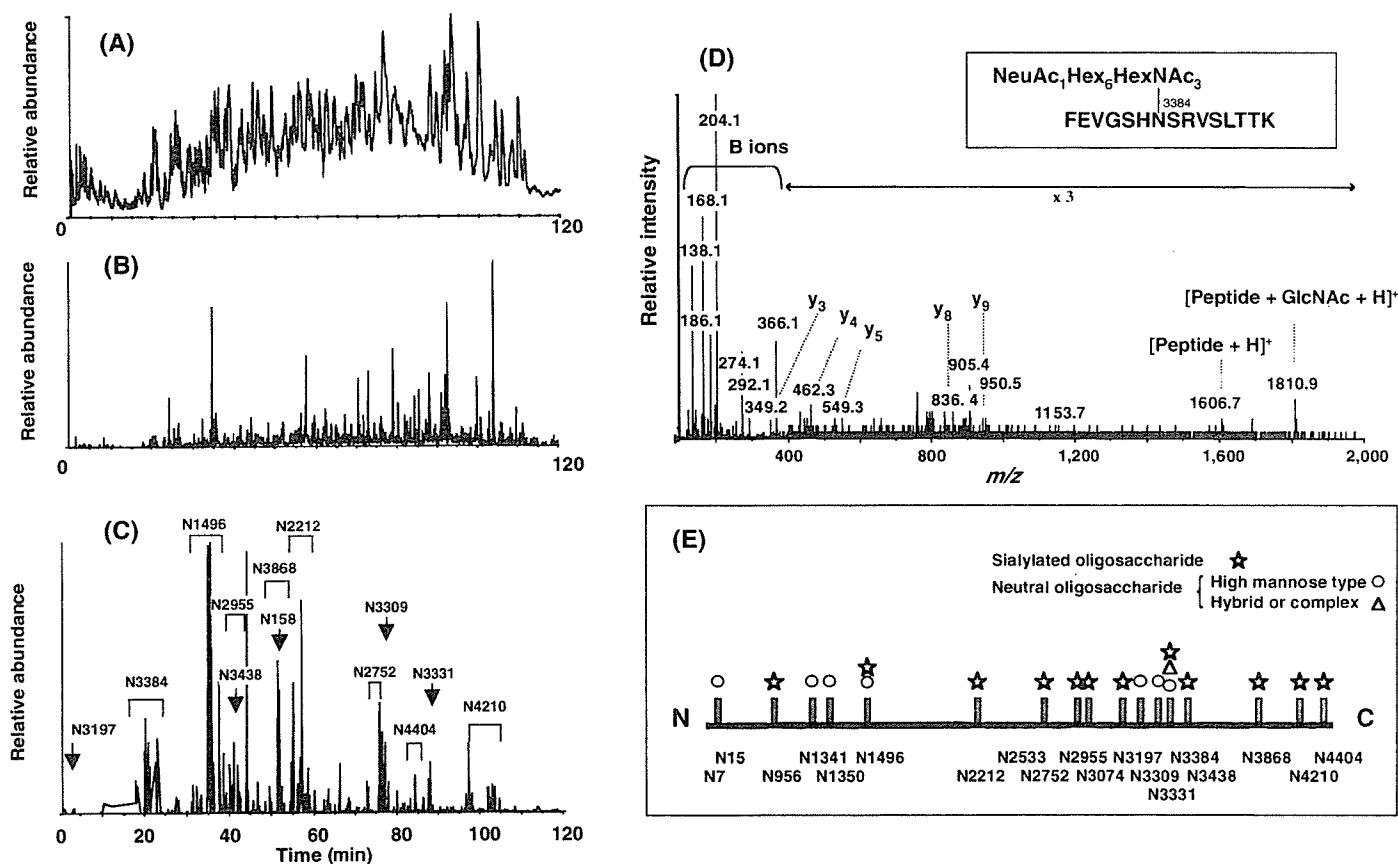 (A)
Relative abundance
0
120
(B)
Relative abundance
0
120
(C)
Relative abundance
N3197
N3384
N1496
N2955
N3438
N3868
N158
N2212
N3309
N2752
N3331
N4404
N4210
0
20
40
60
80
100
120
Time (min)
(D)
Relative intensity
NeuAc1Hex6HexNAc3
3384
FEVGSHNSRVSLTTK
204.1
B ions
x 3
168.1
138.1
186.1
366.1
274.1
292.1
349.2
y3
y4
y5
462.3
549.3
y8
y9
905.4
836.4
950.5
1153.7
[Peptide + H]+
1606.7
[Peptide + GlcNAc + H]+
1810.9
400
800
1,200
1,600
2,000
m/z
(E)
Sialylated oligosaccharide
Neutral oligosaccharide
High mannose type
Hybrid or complex
N
C
N15
N1341
N1496
N2533
N2955
N3197
N3384
N3868
N4404
N7
N956
N1350
N2212
N2752
N3074
N3309
N3438
N4210
N3331